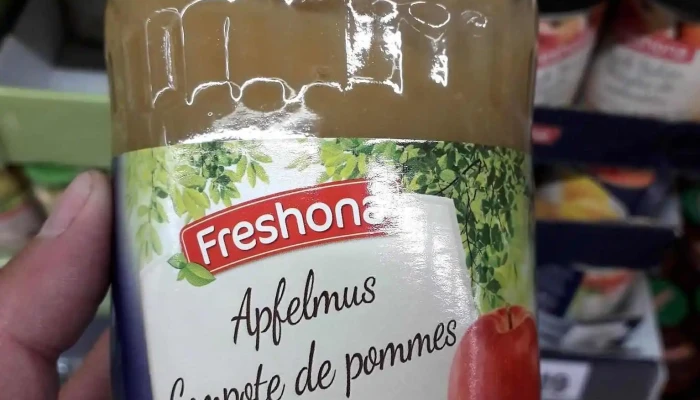 Freshona
Apfelmus
Compote de pommes